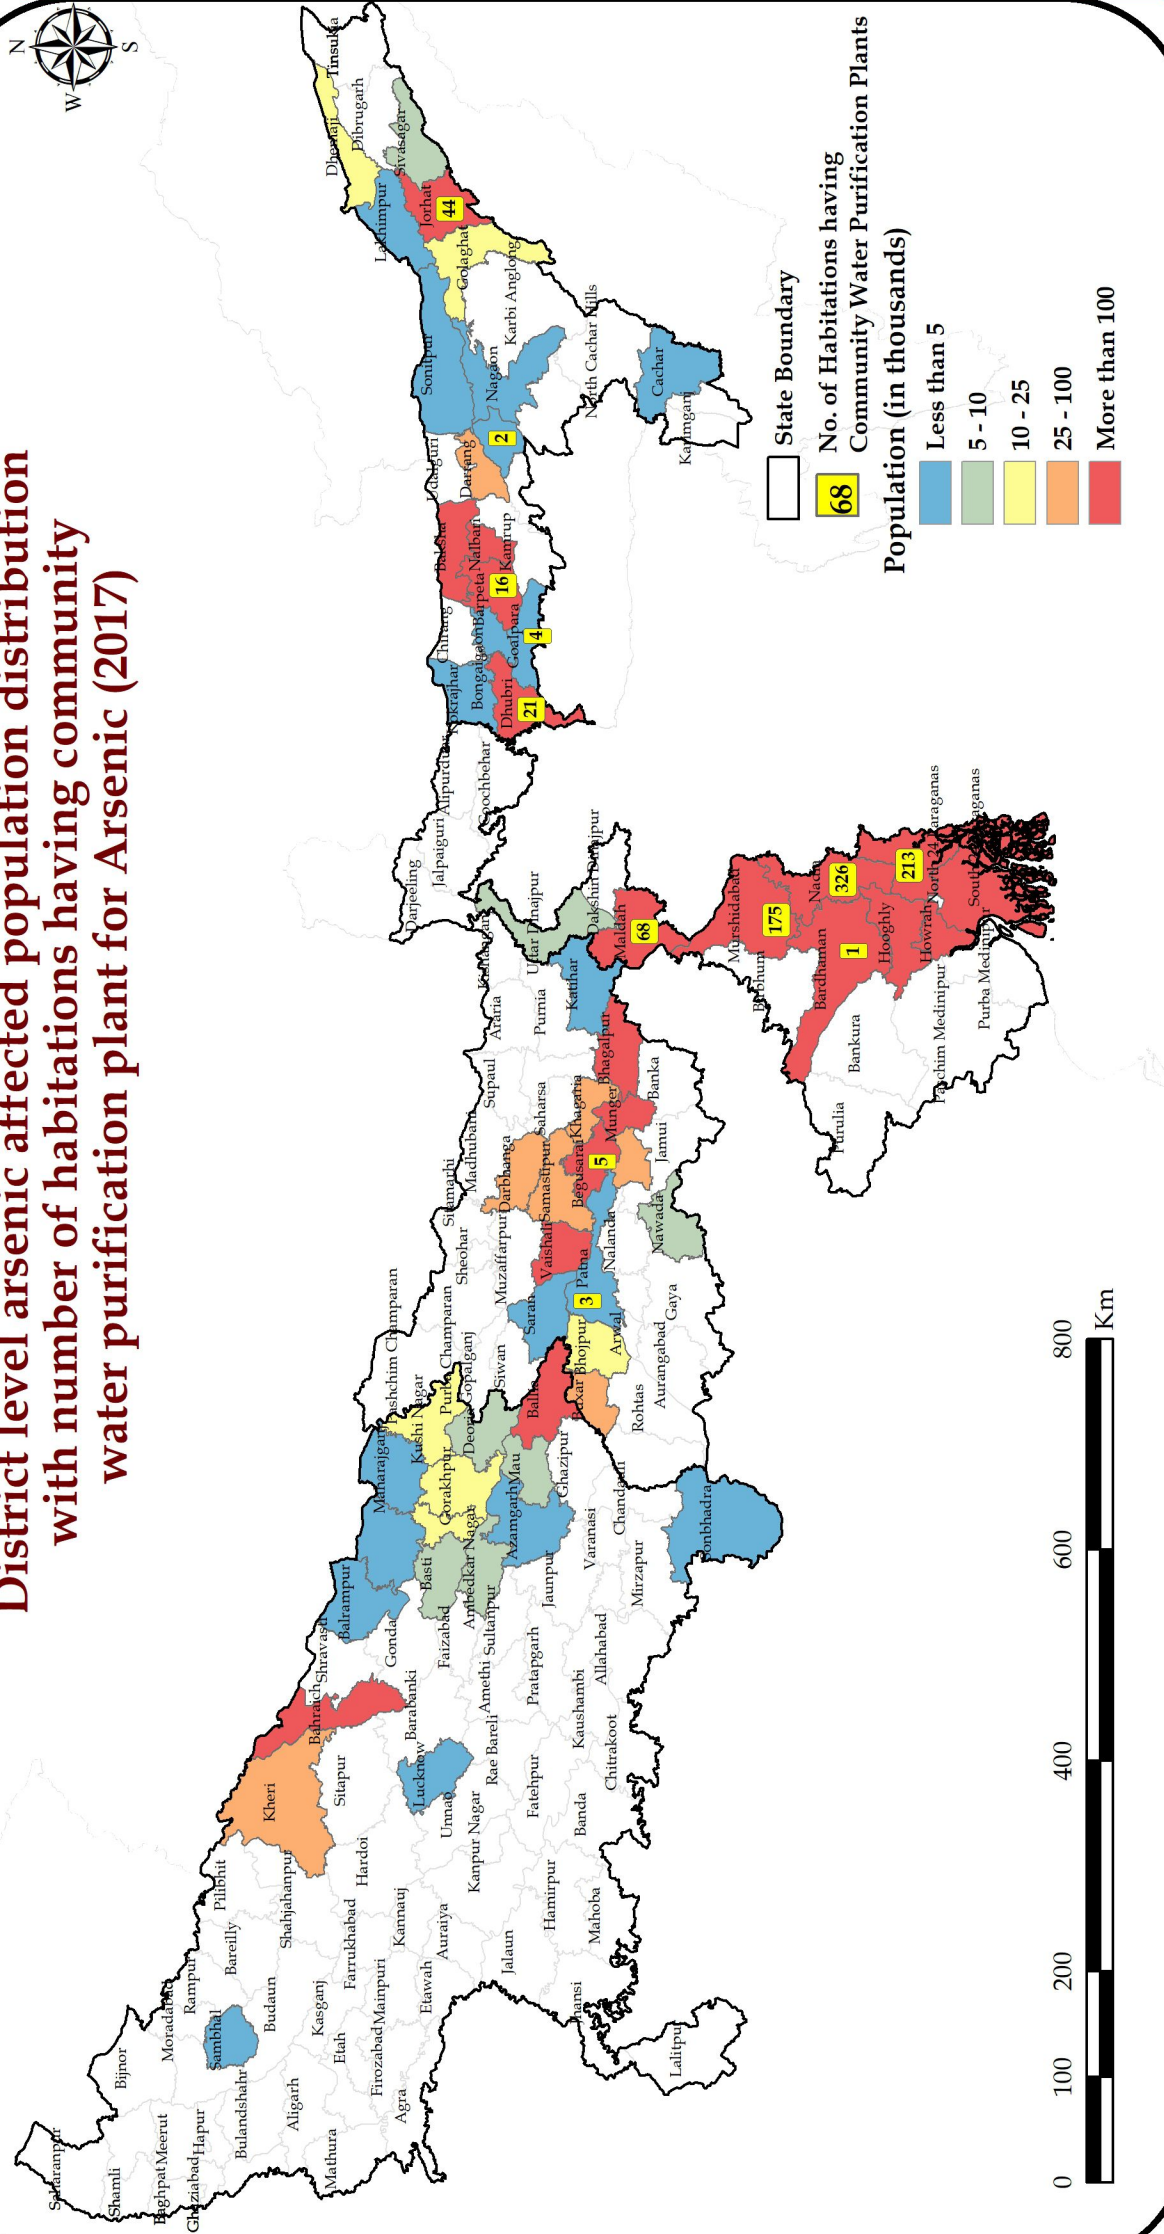 District level arsenic affected population distribution
with number of habitations having community
water purification plant for Arsenic (2017)
N
W
S
Saharanpur
Shamli
Baghpat
Meerut
Ghaziabad
Hapur
Bijnor
Moradabad
Rampur
Sambhal
Bulandshahr
Bareilly
Pilibhit
Budaun
Aligarh
Kasganj
Shahjahanpur
Kheri
Mathura
Etah
Farrukhabad
Hardoi
Sitapur
Bahraich
Shravasti
Balrampur
Firozabad
Mainpuri
Agra
Kannauj
Etawah
Auraiya
Lucknow
Unnao
Barabanki
Gonda
Maharajganj
Kanpur Nagar
Rae Bareli
Amethi
Sultanpur
Faizabad
Basti
Ambedkar Nagar
Gorakhpur
Kushi Nagar
Deoria
Jalaun
Fatehpur
Pratapgarh
Jaunpur
Azamgarh
Mau
Ballia
Ghazipur
Hamirpur
Banda
Kaushambi
Varanasi
Mahoba
Chitrakoot
Allahabad
Mirzapur
Chandauli
Jhansi
Lalitpur
Sonbhadra
Pashchim Champaran
Purba Champaran
Gopalganj
Siwan
Sheohar
Sitamarhi
Madhubani
Supaul
Araria
Kishanganj
Muzaffarpur
Darbhanga
Saharsa
Purnia
Katihar
Saran
Vaishali
Samastipur
Khagaria
Begusarai
Munger
Bhagalpur
Banka
Jamui
Buxar
Bhojpur
Patna
3
5
Nalanda
Arwal
Rohtas
Aurangabad
Gaya
Nawada
Darjeeling
Jalpaiguri
Alipurduar
Coochbehar
Uttar Dinajpur
Dakshin Dinajpur
Maldah
68
Murshidabad
175
Birbhum
Nadia
326
Bardhaman
1
Hooghly
Howrah
North 24 Paraganas
213
Purulia
Bankura
Paschim Medinipur
Purba Medinipur
Kokrajhar
Chirang
Baksha
Udalguri
Sonitpur
Lakhimpur
Dhemaji
Tinsukia
Dibrugarh
Sivasagar
Jorhat
44
Golaghat
Karbi Anglong
Nagaon
2
Darrang
Nalbari
Kamrup
Barpeta
16
Bongaigaon
Goalpara
4
Dhubri
21
North Cachar Hills
Cachar
Karimganj
State Boundary
68
No. of Habitations having
Community Water Purification Plants
Population (in thousands)
Less than 5
5 - 10
10 - 25
25 - 100
More than 100
0
100
200
400
600
800
Km